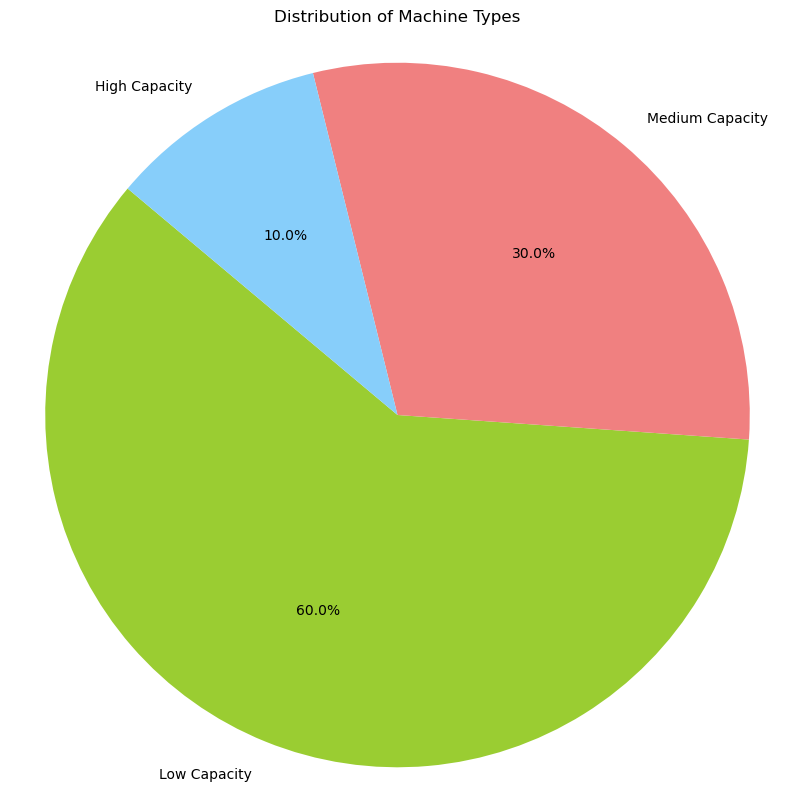 Distribution of Machine Types
High Capacity
Medium Capacity
10.0%
30.0%
60.0%
Low Capacity